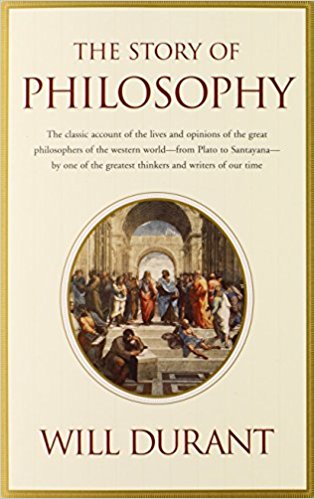 THE STORY OF
PHILOSOPHY
The classic account of the lives and opinions of the great
philosophers of the western world—from Plato to Santayana—
by one of the greatest thinkers and writers of our time
WILL DURANT